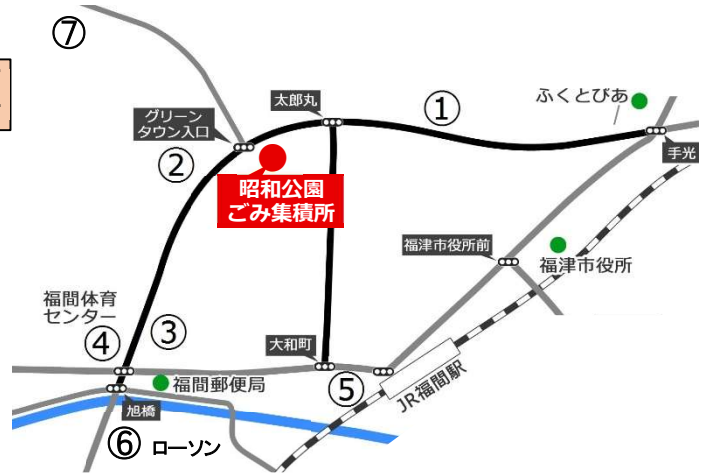 ⑦
太郎丸
①
ふくとぴあ
グリーン
タウン入口
②
手光
昭和公園
ごみ集積所
福津市役所前
福津市役所
福間体育
センター
③
④
大和町
⑤
JR福間駅
福間郵便局
旭橋
⑥ ローソン